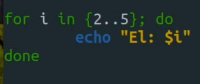 for i in {2..5}; do
        echo "El: $i"
done